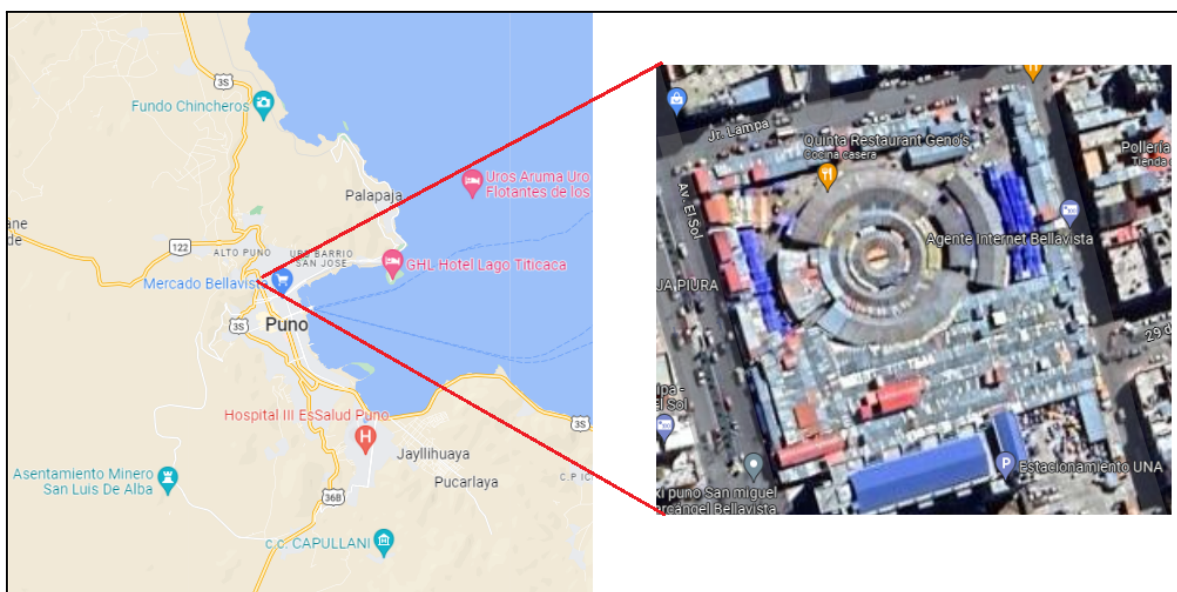 3S
Fundo Chincheros
Palapaja
Uros Aruma Uro
Flotantes de los
ane
de
122
ALTO PUNO
BARRIO
SAN JOSE
GHL Hotel Lago Titicaca
Mercado Bellavista
3S
Puno
Hospital III EsSalud Puno
3S
Jayllihuaya
Pucarlaya
Asentamiento Minero
San Luis De Alba
C.P IC
36B
c.c. CAPULLANI
Jr. Lampa
Quinta Restaurant Geno's
Cocina casera
Polleria
Tienda
Av. El Sol
Agente Internet Bellavista
JA PIURA
29 d
lpa -
El Sol
P
Estacionamiento UNA
ki puno San miguel
arcangel Bellavista